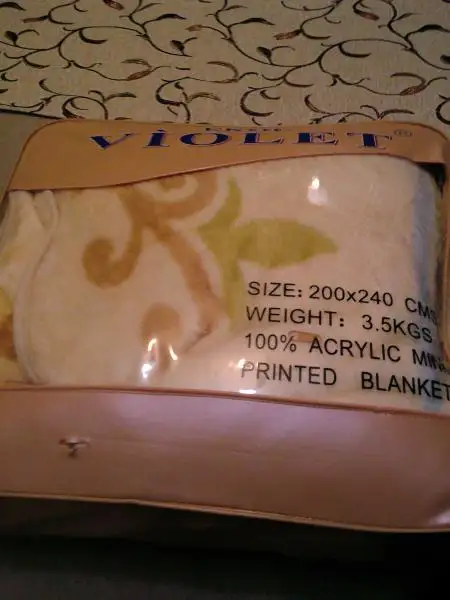 VIOLET®
SIZE: 200x240 CMS
WEIGHT: 3.5KGS
100% ACRYLIC
PRINTED BLANKET